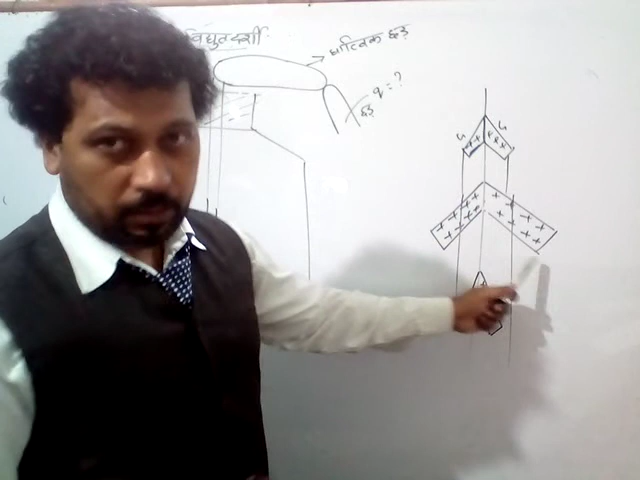 विद्युतदर्शी
धात्विक छड़
छड़ q = ?